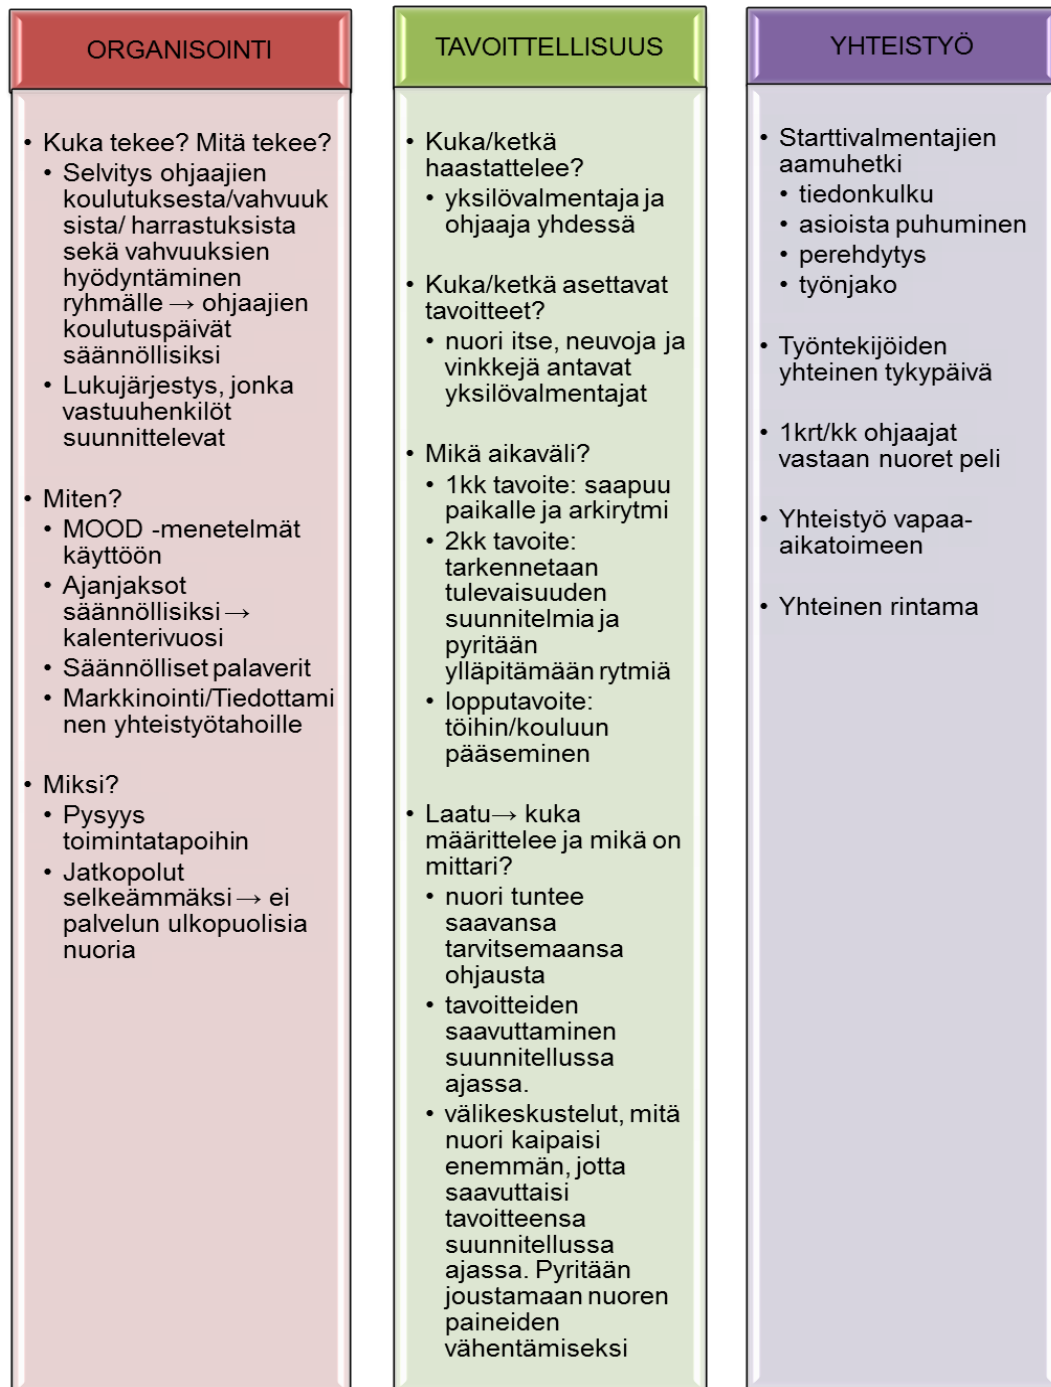 ORGANISOINTI
• Kuka tekee? Mitä tekee?
• Selvitys ohjaajien
koulutuksesta/vahvuuk
sista/ harrastuksista
sekä vahvuuksien
hyödyntäminen
ryhmälle → ohjaajien
koulutuspäivät
säännöllisiksi
• Lukujärjestys, jonka
vastuuhenkilöt
suunnittelevat
• Miten?
• MOOD -menetelmät
käyttöön
• Ajanjaksot
säännöllisiksi →
kalenterivuosi
• Säännölliset palaverit
• Markkinointi/Tiedottami
nen yhteistyötahoille
• Miksi?
• Pysyys
toimintatapoihin
• Jatkopolut
selkeämmäksi → ei
palvelun ulkopuolisia
nuoria
TAVOITTELLISUUS
• Kuka/ketkä
haastattelee?
• yksilövalmentaja ja
ohjaaja yhdessä
• Kuka/ketkä asettavat
tavoitteet?
• nuori itse, neuvoja ja
vinkkejä antavat
yksilövalmentajat
• Mikä aikaväli?
• 1kk tavoite: saapuu
paikalle ja arkirytmi
• 2kk tavoite:
tarkennetaan
tulevaisuuden
suunnitelmia ja
pyritään
ylläpitämään rytmiä
• lopputavoite:
töihin/kouluun
pääseminen
• Laatu→ kuka
määrittelee ja mikä on
mittari?
• nuori tuntee
saavansa
tarvitsemaansa
ohjausta
• tavoitteiden
saavuttaminen
suunnitellussa
ajassa.
• välikeskustelut, mitä
nuori kaipaisi
enemmän, jotta
saavuttaisi
tavoitteensa
suunnitellussa
ajassa. Pyritään
joustamaan nuoren
paineiden
vähentämiseksi
YHTEISTYÖ
• Starttivalmentajien
aamuhetki
• tiedonkulku
• asioista puhuminen
• perehdytys
• työnjako
• Työntekijöiden
yhteinen tykypäivä
• 1krt/kk ohjaajat
vastaan nuoret peli
• Yhteistyö vapaa-
aikatoimeen
• Yhteinen rintama